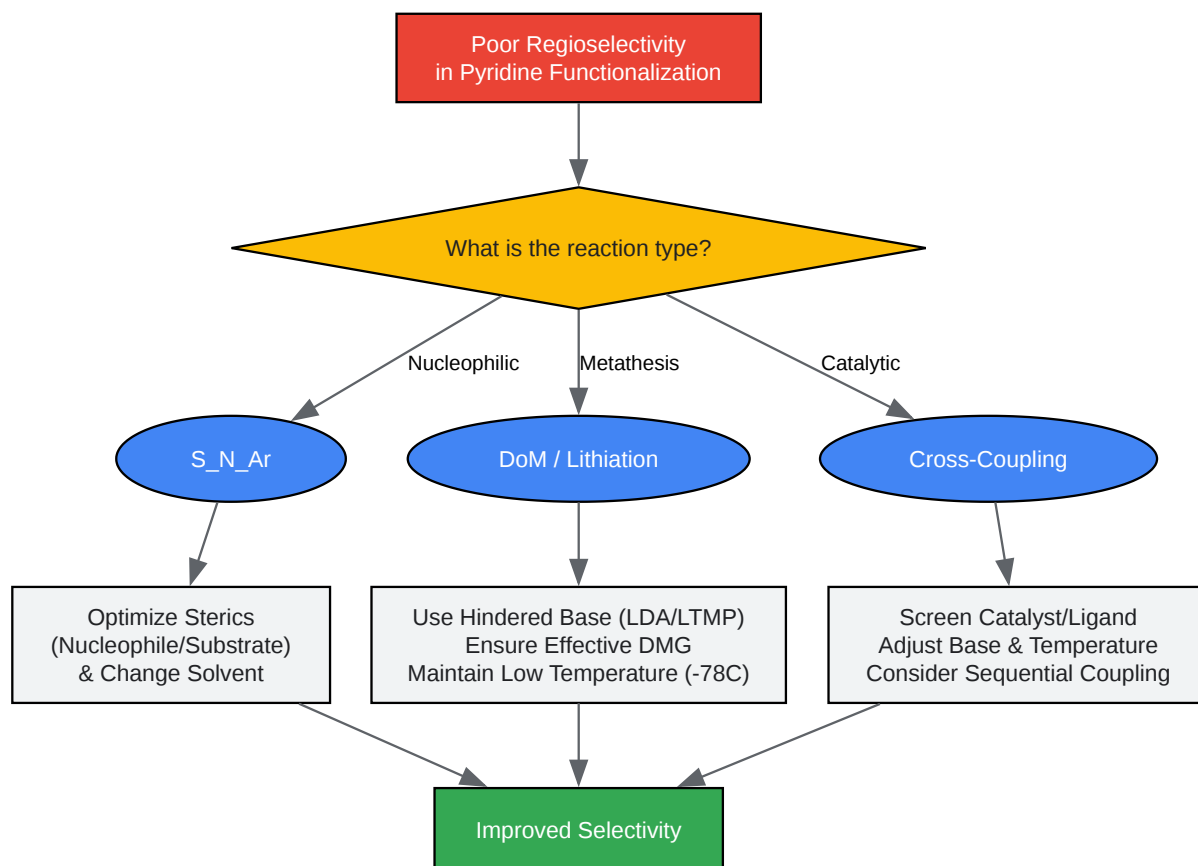 Poor Regioselectivity
in Pyridine Functionalization
What is the reaction type?
Nucleophilic
Metathesis
Catalytic
S_N_Ar
DoM / Lithiation
Cross-Coupling
Optimize Sterics
(Nucleophile/Substrate)
& Change Solvent
Use Hindered Base (LDA/LTMP)
Ensure Effective DMG
Maintain Low Temperature (-78C)
Screen Catalyst/Ligand
Adjust Base & Temperature
Consider Sequential Coupling
Improved Selectivity